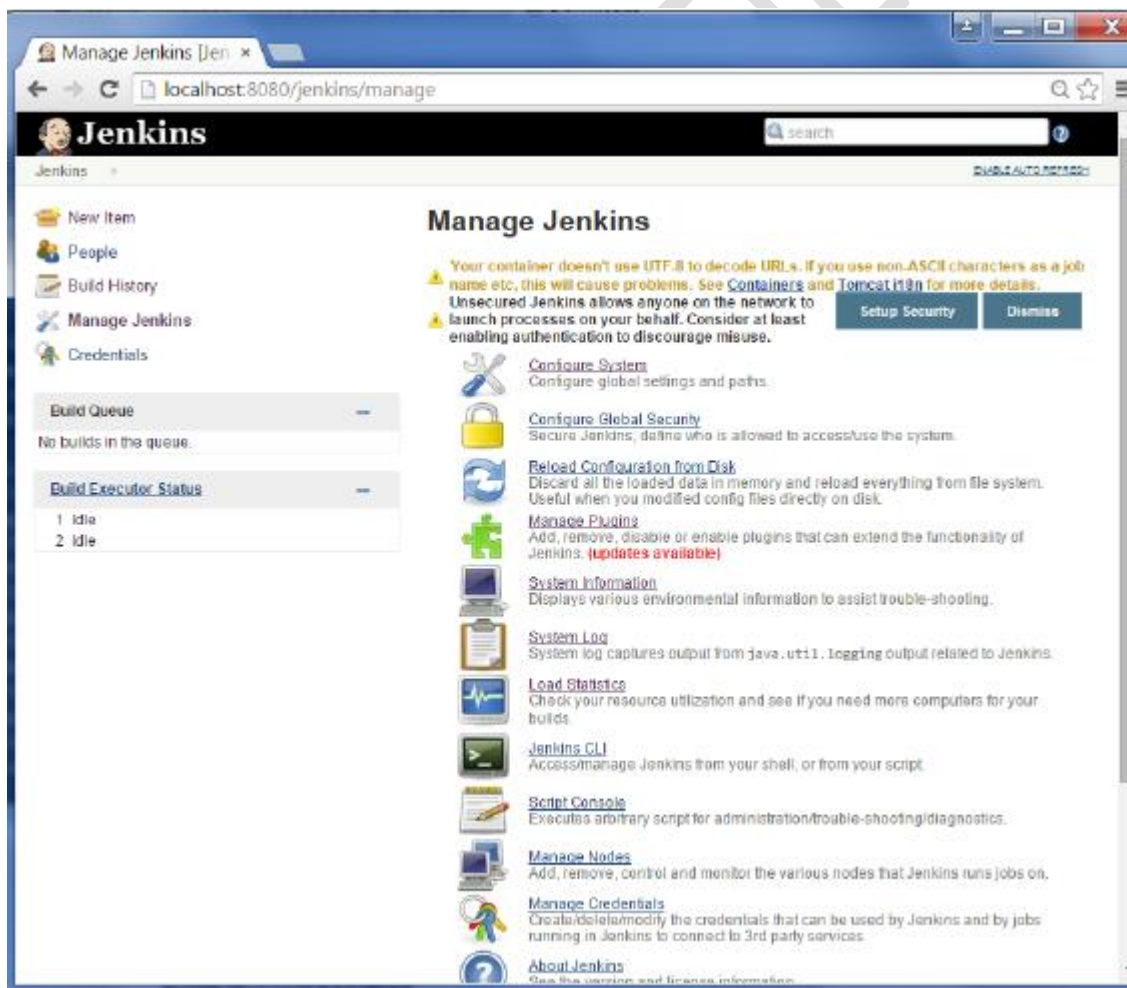 Manage Jenkins [Jen
localhost:8080/jenkins/manage
Jenkins
search
Jenkins
ENABLE AUTO REFRESH
New Item
People
Build History
Manage Jenkins
Credentials
Build Queue
No builds in the queue.
Build Executor Status
1 Idle
2 Idle
Manage Jenkins
Your container doesn't use UTF-8 to decode URLs. If you use non-ASCII characters as a job
name etc, this will cause problems. See Containers and Tomcat i18n for more details.
Unsecured Jenkins allows anyone on the network to
launch processes on your behalf. Consider at least
enabling authentication to discourage misuse.
Setup Security
Dismiss
Configure System
Configure global settings and paths.
Configure Global Security
Secure Jenkins, define who is allowed to access/use the system.
Reload Configuration from Disk
Discard all the loaded data in memory and reload everything from file system.
Useful when you modified config files directly on disk.
Manage Plugins
Add, remove, disable or enable plugins that can extend the functionality of
Jenkins. (updates available)
System Information
Displays various environmental information to assist trouble-shooting.
System Log
System log captures output from java.util.logging output related to Jenkins.
Load Statistics
Check your resource utilization and see if you need more computers for your
builds.
Jenkins CLI
Access/manage Jenkins from your shell, or from your script.
Script Console
Executes arbitrary script for administration/trouble-shooting/diagnostics.
Manage Nodes
Add, remove, control and monitor the various nodes that Jenkins runs jobs on.
Manage Credentials
Create/delete/modify the credentials that can be used by Jenkins and by jobs
running in Jenkins to connect to 3rd party services.
About Jenkins
See the version and license information.